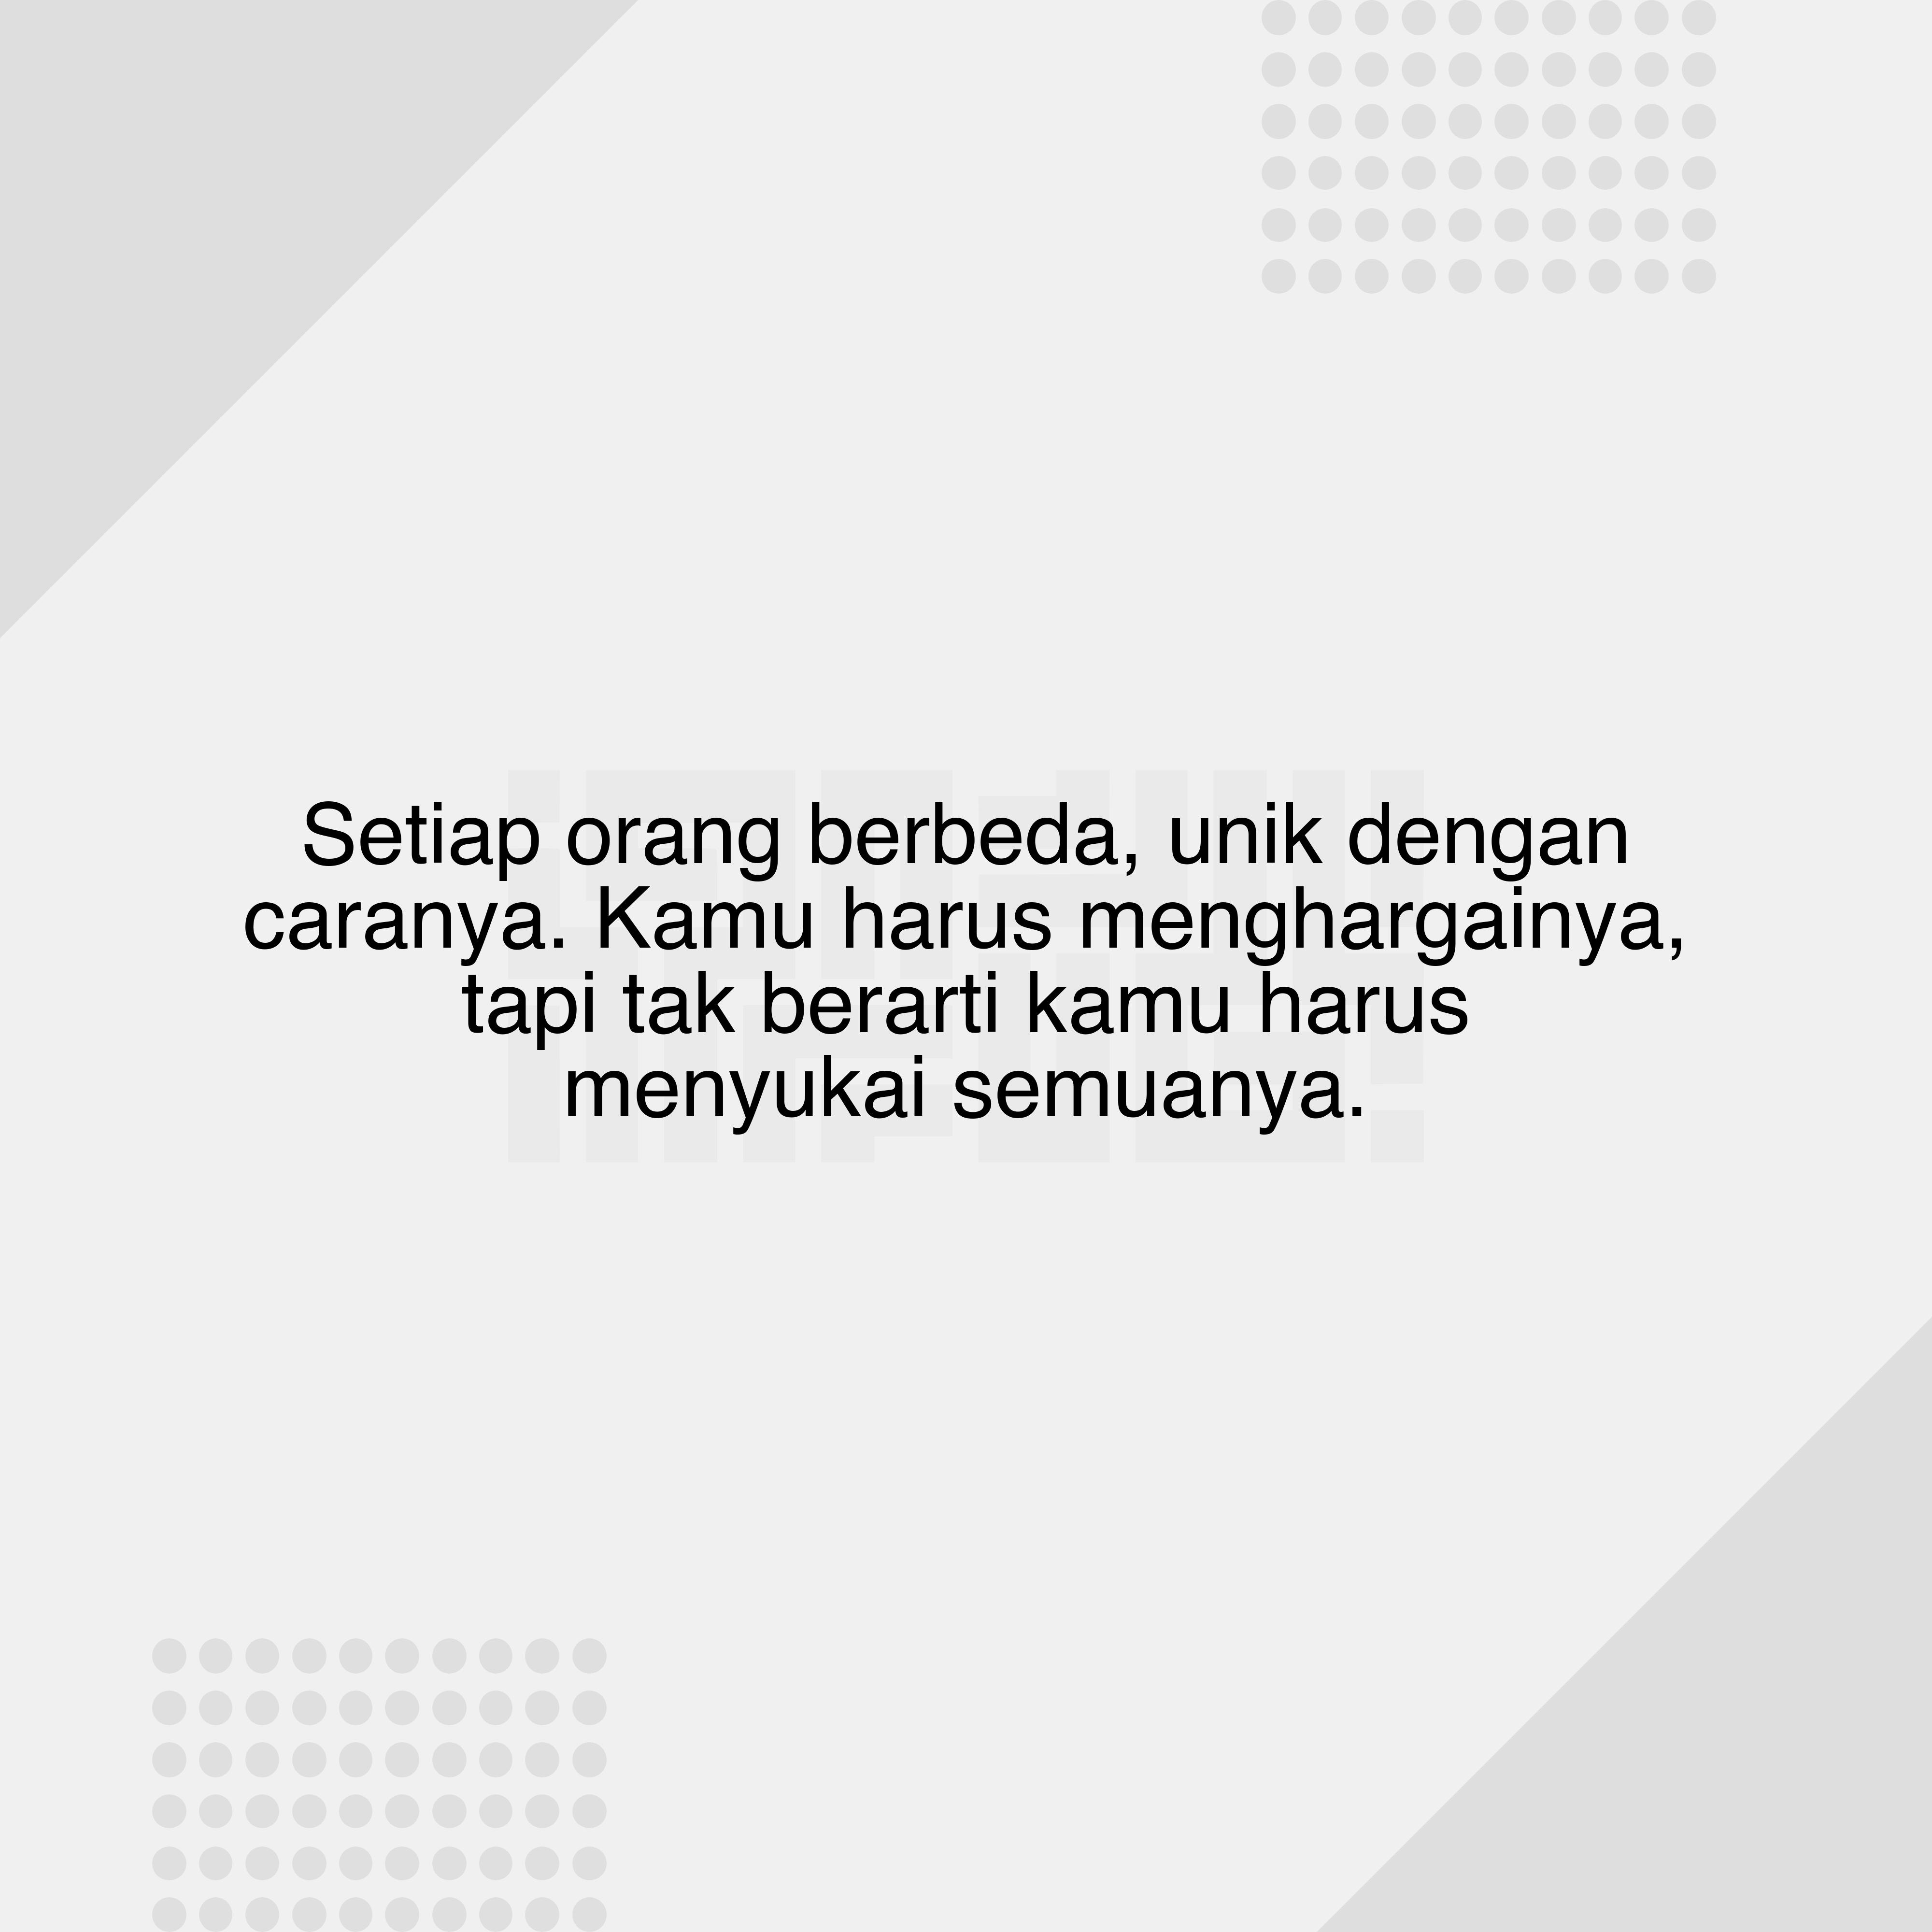 Setiap orang berbeda, unik dengan
caranya. Kamu harus menghargainya,
tapi tak berarti kamu harus
menyukai semuanya.